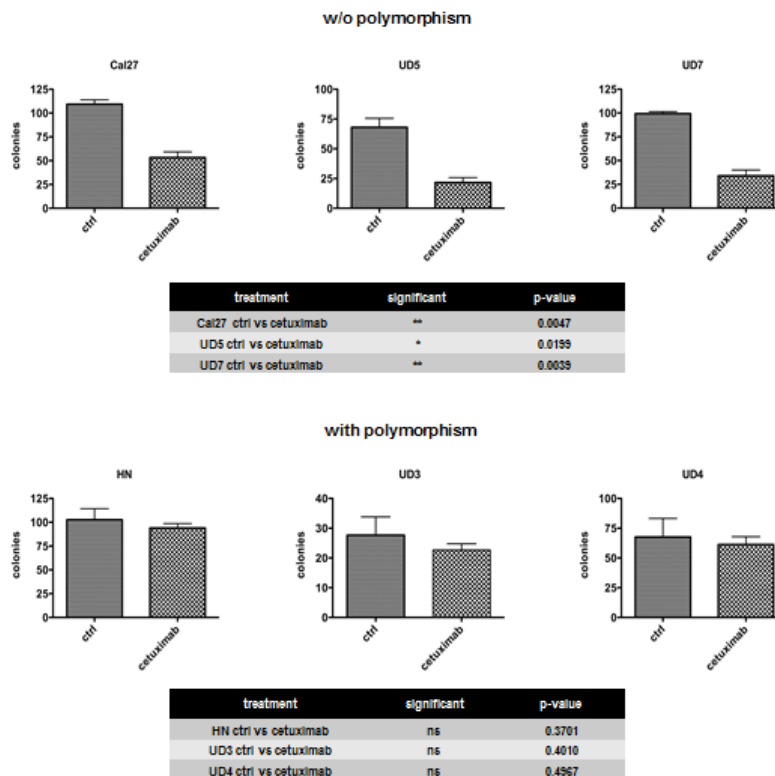 w/o polymorphism
Cal27 UD5 UD7
125
100
75
50
25
0
colonies
ctrl
cetuximab
100
75
50
25
0
colonies
ctrl
cetuximab
125
100
75
50
25
0
colonies
ctrl
cetuximab
treatment significant p-value
Cal27 ctrl vs cetuximab ** 0.0047
UD5 ctrl vs cetuximab * 0.0199
UD7 ctrl vs cetuximab ** 0.0039
with polymorphism
HN UD3 UD4
125
100
75
50
25
0
colonies
ctrl
cetuximab
40
30
20
10
0
colonies
ctrl
cetuximab
100
75
50
25
0
colonies
ctrl
cetuximab
treatment significant p-value
HN ctrl vs cetuximab ns 0.3701
UD3 ctrl vs cetuximab ns 0.4010
UD4 ctrl vs cetuximab ns 0.4967